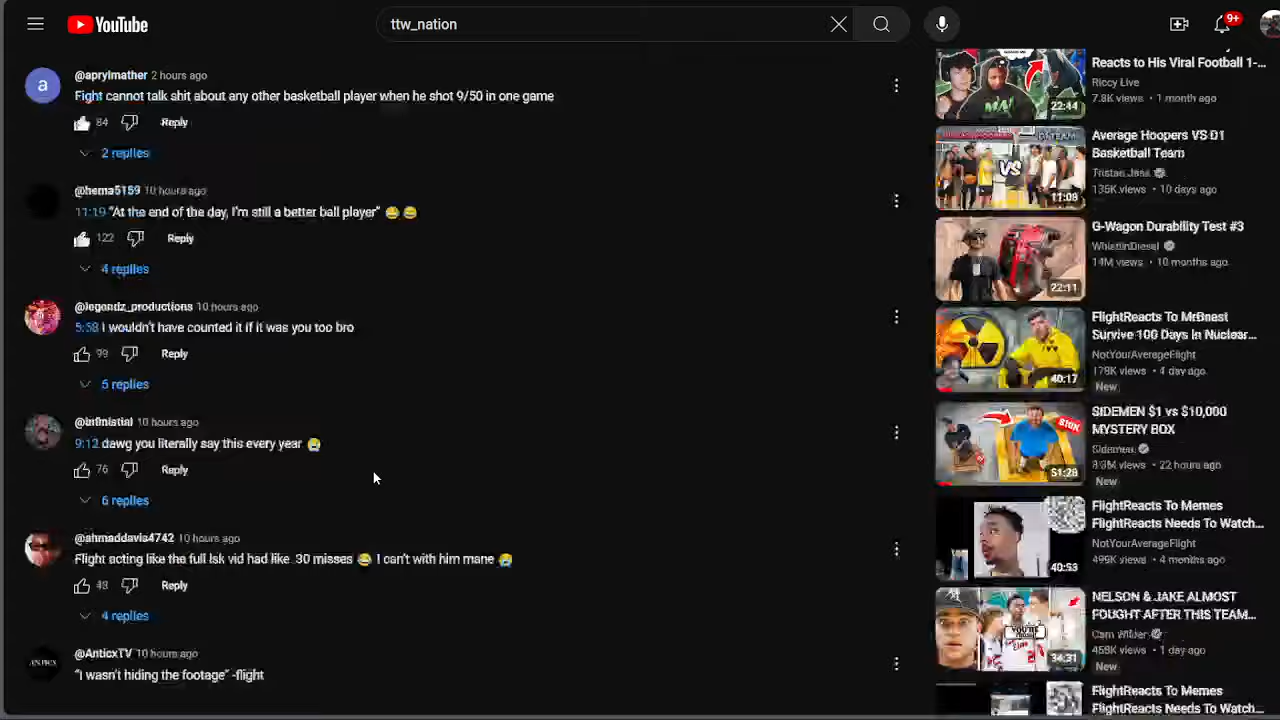 YouTube
ttw_nation
9+
@aprylmather 2 hours ago
Fight cannot talk shit about any other basketball player when he shot 9/50 in one game
84
Reply
2 replies
@hema5159 10 hours ago
11:19 "At the end of the day, I'm still a better ball player" 😂 😂
122
Reply
4 replies
@legendz_productions 10 hours ago
5:58 I wouldn't have counted it if it was you too bro
Reply
5 replies
10 hours ago
9:12 dawg you literally say this every year 😭
76
Reply
6 replies
@ahmaddavis4742 10 hours ago
Flight acting like the full lsk vid had like misses 😂 I can't with him mane 😭
48
Reply
4 replies
@AnticxTV 10 hours ago
"I wasn't hiding the footage" -flight
Reacts to His Viral Football 1-...
Riccy Live
7.8K views • 1 month ago
22:44
Average Hoopers VS D1
Basketball Team
Tristan Jass
135K views • 10 days ago
VS
11:08
G-Wagon Durability Test #3
WhistlinDiesel
14M views • 10 months ago
22:11
FlightReacts To MrBeast
Survive 100 Days In Nuclear...
NotYourAverageFlight
178K views • 4 day ago
New
40:17
SIDEMEN $1 vs $10,000
MYSTERY BOX
Sidemen
views • 22 hours ago
New
$10K
51:28
FlightReacts To Memes
FlightReacts Needs To Watch...
NotYourAverageFlight
499K views • 4 months ago
40:53
NELSON & JAKE ALMOST
FOUGHT AFTER THIS TEAM...
Cam Wilder
458K views • 1 day ago
New
YOU'RE
34:31
FlightReacts To Memes
FlightReacts Needs To Watch...